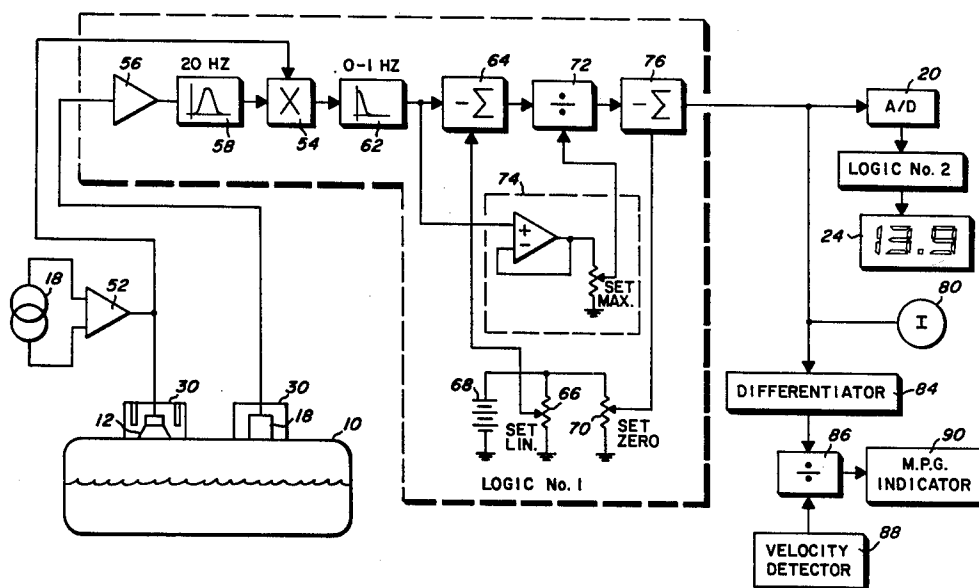 56
20 HZ
58
X
54
0-1 HZ
62
64
-Σ
72
÷
76
-Σ
20
A/D
LOGIC No. 2
24
13.9
74
+
-
SET
MAX.
80
I
18
52
30
12
30
18
10
68
66
SET
LIN.
70
SET
ZERO
LOGIC No. 1
DIFFERENTIATOR
84
86
÷
90
M.P.G.
INDICATOR
VELOCITY
DETECTOR
88